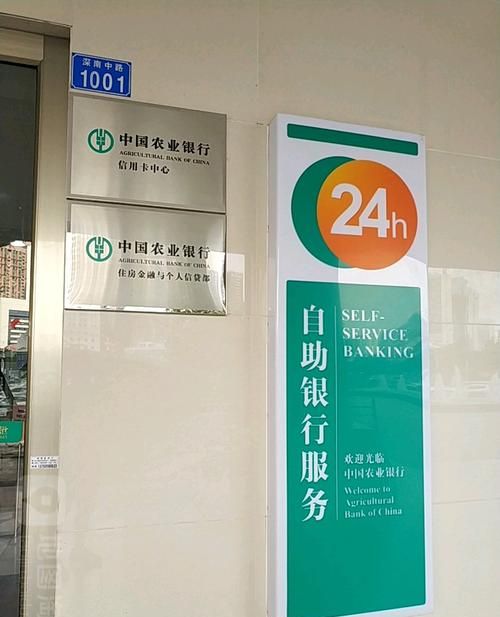 深南中路
1001
中国农业银行
AGRICULTURAL BANK OF CHINA
信用卡中心
中国农业银行
AGRICULTURAL BANK OF CHINA
住房金融与个人信贷部
24h
自助银行服务
SELF-
SERVICE
BANKING
欢迎光临
中国农业银行
Welcome to
Agricultural
Bank of China